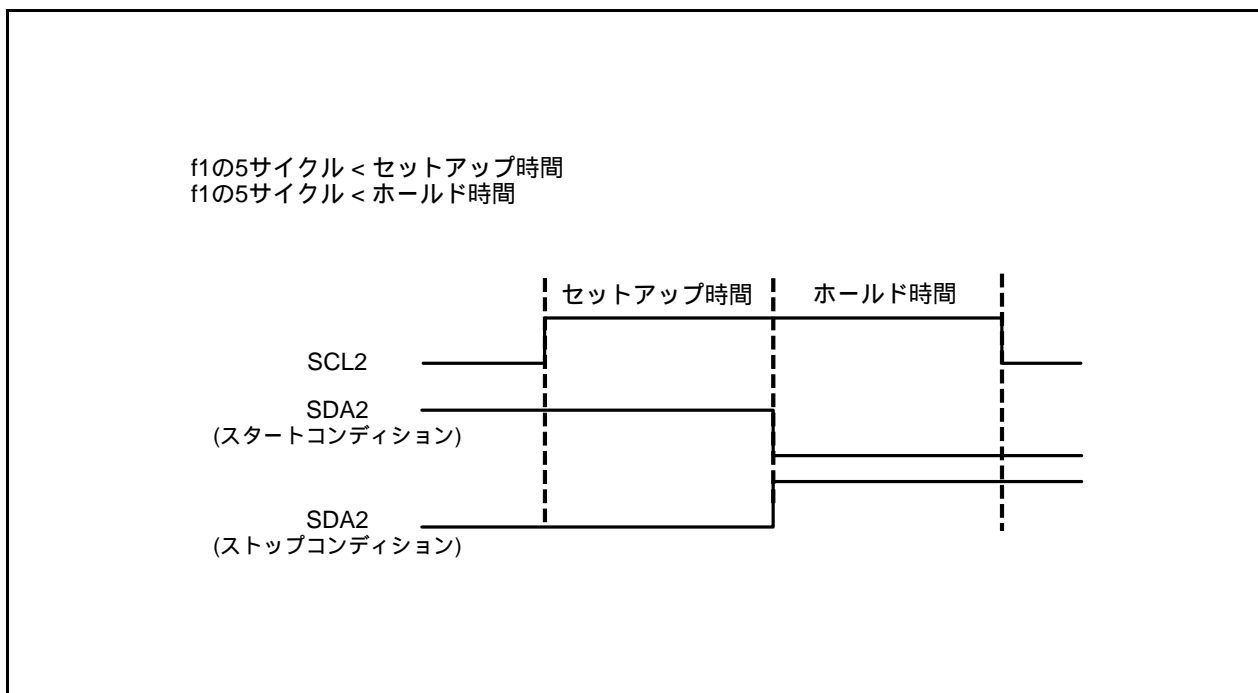 f1の5サイクル < セットアップ時間
f1の5サイクル < ホールド時間
セットアップ時間
ホールド時間
SCL2
SDA2
(スタートコンディション)
SDA2
(ストップコンディション)